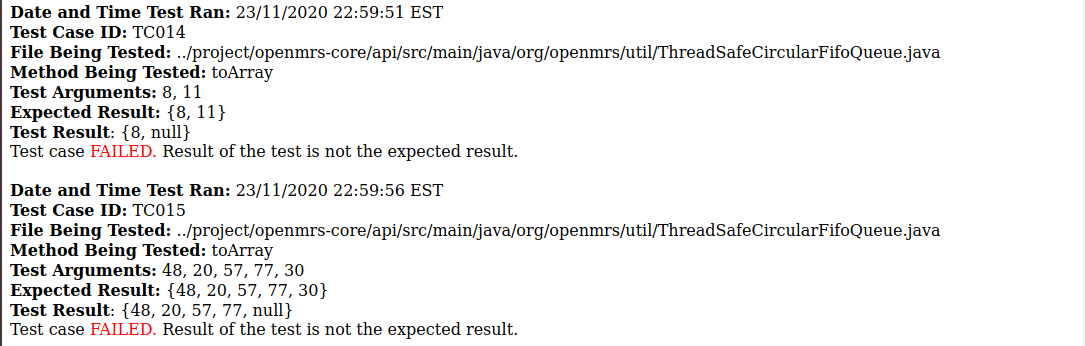 Date and Time Test Ran: 23/11/2020 22:59:51 EST
Test Case ID: TC014
File Being Tested: ../project/openmrs-core/api/src/main/java/org/openmrs/util/ThreadSafeCircularFifoQueue.java
Method Being Tested: toArray
Test Arguments: 8, 11
Expected Result: {8, 11}
Test Result: {8, null}
Test case FAILED. Result of the test is not the expected result.
Date and Time Test Ran: 23/11/2020 22:59:56 EST
Test Case ID: TC015
File Being Tested: ../project/openmrs-core/api/src/main/java/org/openmrs/util/ThreadSafeCircularFifoQueue.java
Method Being Tested: toArray
Test Arguments: 48, 20, 57, 77, 30
Expected Result: {48, 20, 57, 77, 30}
Test Result: {48, 20, 57, 77, null}
Test case FAILED. Result of the test is not the expected result.